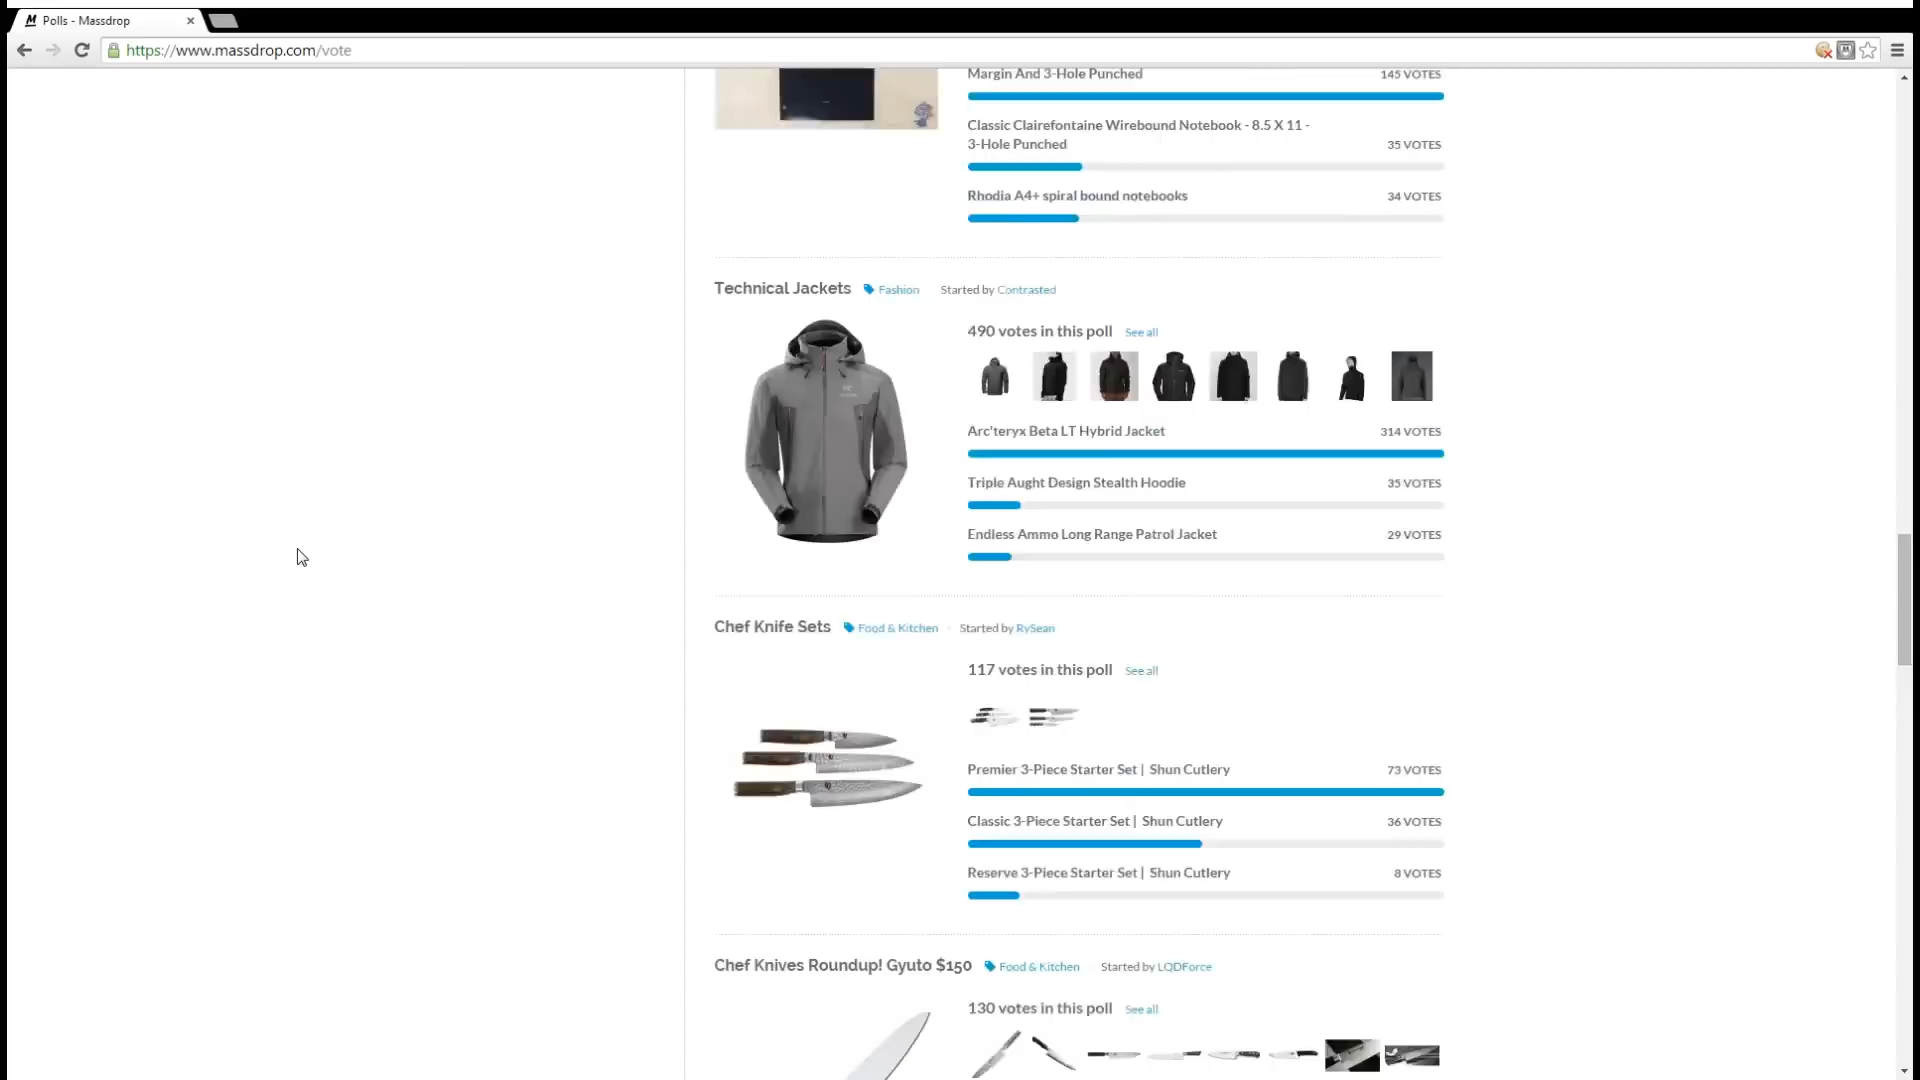 Polls - Massdrop
https://www.massdrop.com/vote
Margin And 3-Hole Punched 145 VOTES
Classic Clairefontaine Wirebound Notebook - 8.5 X 11 -
3-Hole Punched 35 VOTES
Rhodia A4+ spiral bound notebooks 34 VOTES
Technical Jackets Fashion Started by Contrasted
490 votes in this poll See all
Arc'teryx Beta LT Hybrid Jacket 314 VOTES
Triple Aught Design Stealth Hoodie 35 VOTES
Endless Ammo Long Range Patrol Jacket 29 VOTES
Chef Knife Sets Food & Kitchen Started by RySean
117 votes in this poll See all
Premier 3-Piece Starter Set | Shun Cutlery 73 VOTES
Classic 3-Piece Starter Set | Shun Cutlery 36 VOTES
Reserve 3-Piece Starter Set | Shun Cutlery 8 VOTES
Chef Knives Roundup! Gyuto $150 Food & Kitchen Started by LQDForce
130 votes in this poll See all